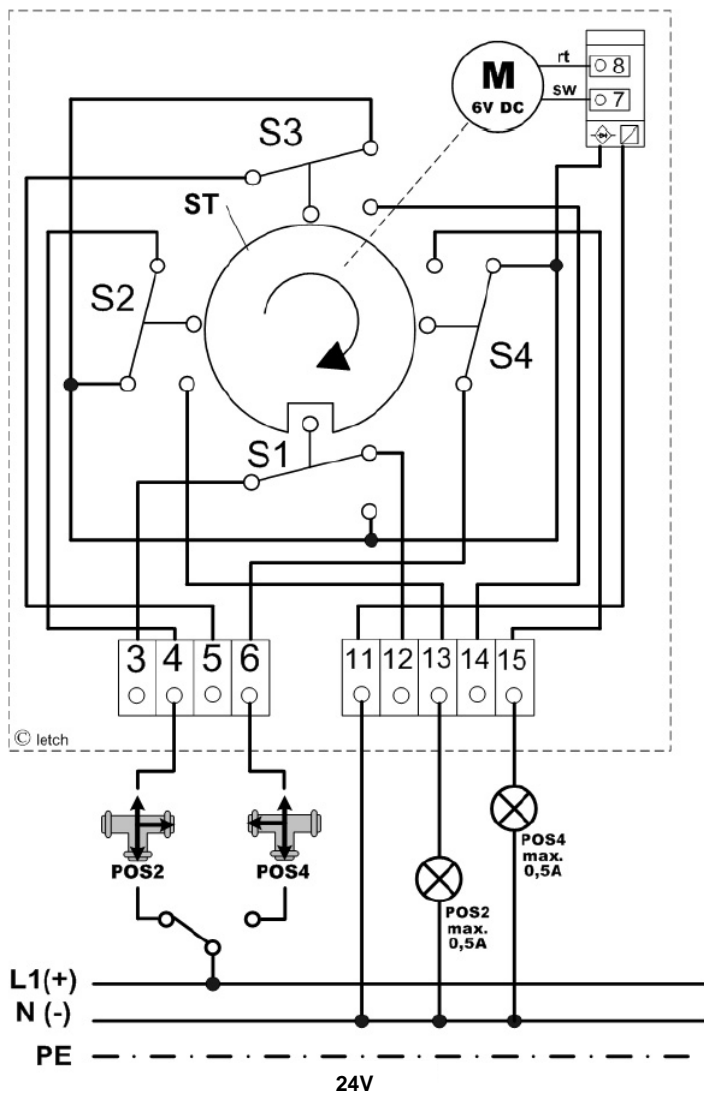 rt
8
M
6V DC
sw
7
S3
ST
S2
S4
S1
3 4 5 6
11 12 13 14 15
© letch
POS2
POS4
POS4
max.
0,5A
POS2
max.
0,5A
L1(+)
N (-)
PE
24V